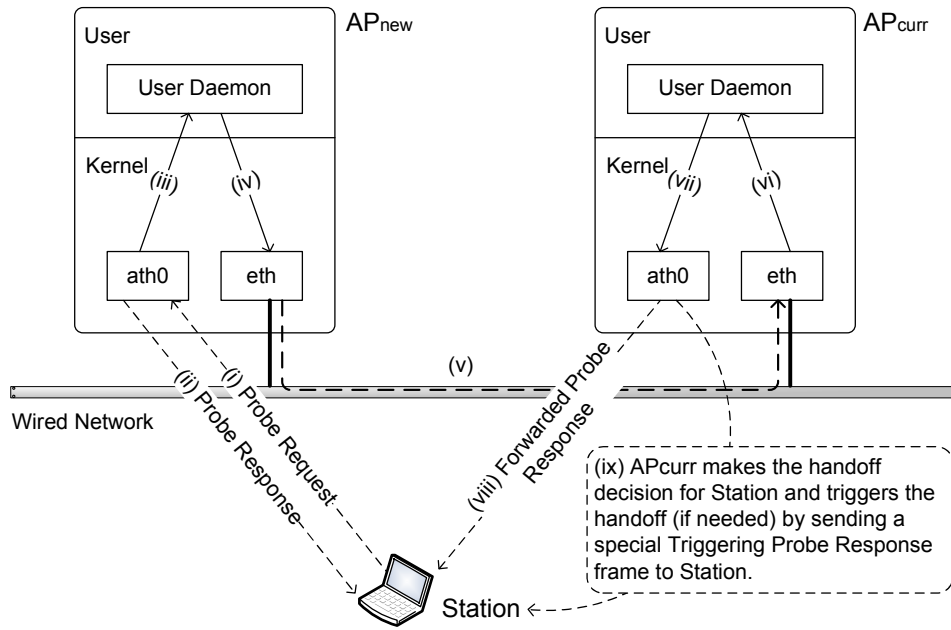 APnew
User
User Daemon
Kernel
(iii)
(iv)
ath0
eth
APcurr
User
User Daemon
Kernel
(vii)
(vi)
ath0
eth
(v)
Wired Network
(ii) Probe Response
(i) Probe Request
(viii) Forwarded Probe
Response
(ix) APcurr makes the handoff
decision for Station and triggers the
handoff (if needed) by sending a
special Triggering Probe Response
frame to Station.
Station